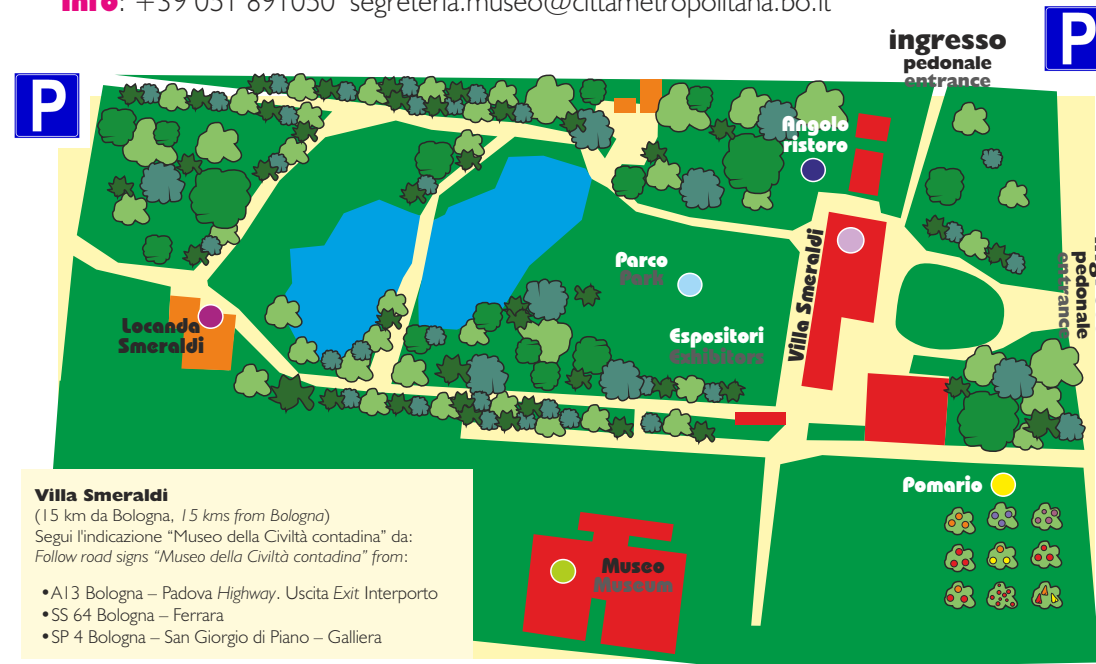 Info: +39 051 891050 segreteria.museo@cittametropolitana.bo.it
P
ingresso
pedonale
entrance
P
Angolo
ristoro
Parco
Park
Villa Smeraldi
Espositori
Exhibitors
pedonale
entrance
Locanda
Smeraldi
Pomario
Museo
Museum
Villa Smeraldi
(15 km da Bologna, 15 kms from Bologna)
Segui l'indicazione “Museo della Civiltà contadina” da:
Follow road signs “Museo della Civiltà contadina” from:
•A13 Bologna – Padova Highway. Uscita Exit Interporto
•SS 64 Bologna – Ferrara
•SP 4 Bologna – San Giorgio di Piano – Galliera